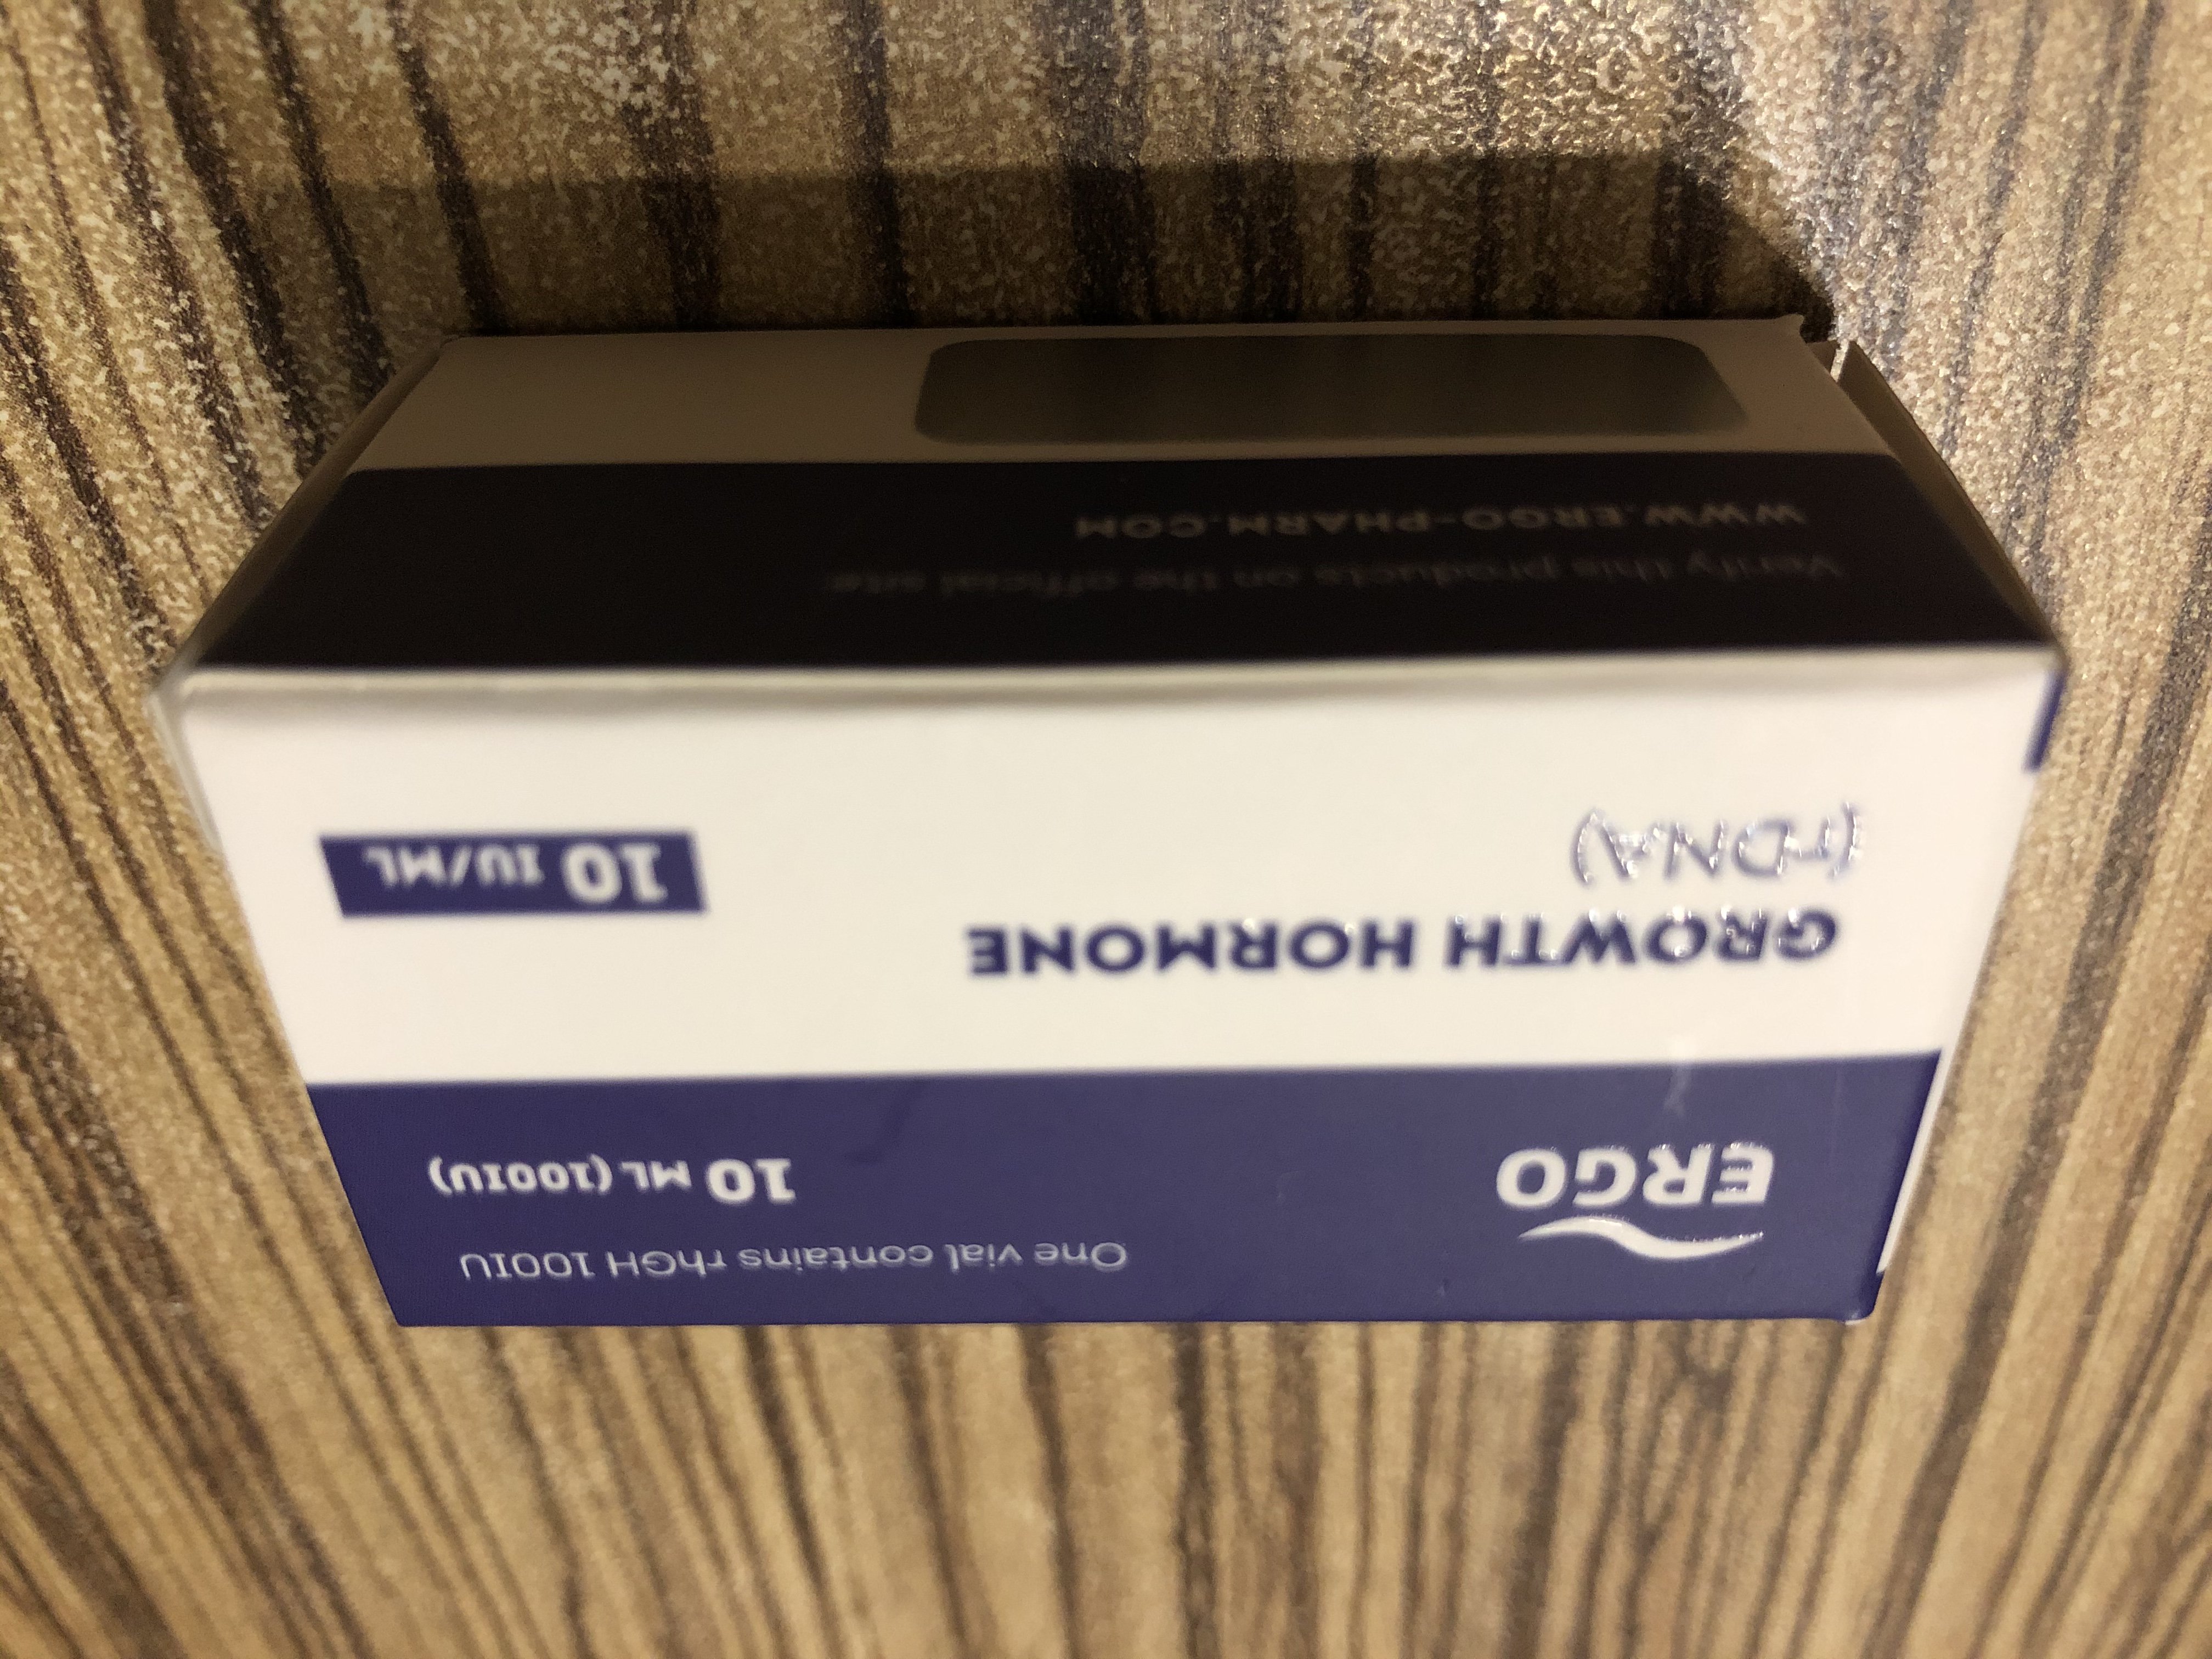 ERGO
One vial contains rhGH 100IU
10 ML (100IU)
GROWTH HORMONE
(rDNA)
10 IU/ML
Verify this products on the official site
WWW.ERGO-PHARM.COM